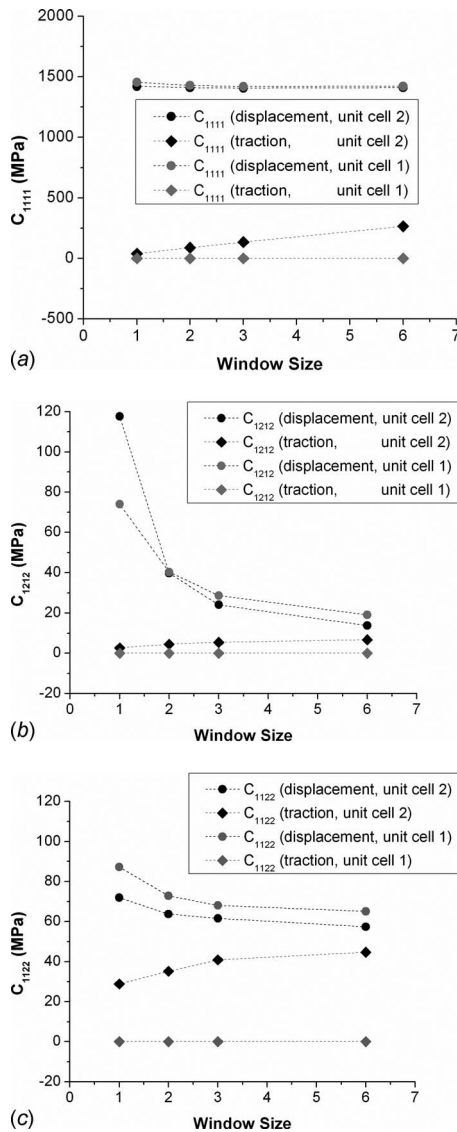 2000
1500
1000
500
0
-500
C1111 (MPa)
C1111 (displacement, unit cell 2)
C1111 (traction, unit cell 2)
C1111 (displacement, unit cell 1)
C1111 (traction, unit cell 1)
0 1 2 3 4 5 6 7
Window Size
(a)
120
100
80
60
40
20
0
-20
C1212 (MPa)
C1212 (displacement, unit cell 2)
C1212 (traction, unit cell 2)
C1212 (displacement, unit cell 1)
C1212 (traction, unit cell 1)
0 1 2 3 4 5 6 7
Window Size
(b)
120
100
80
60
40
20
0
-20
C1122 (MPa)
C1122 (displacement, unit cell 2)
C1122 (traction, unit cell 2)
C1122 (displacement, unit cell 1)
C1122 (traction, unit cell 1)
0 1 2 3 4 5 6 7
Window Size
(c)